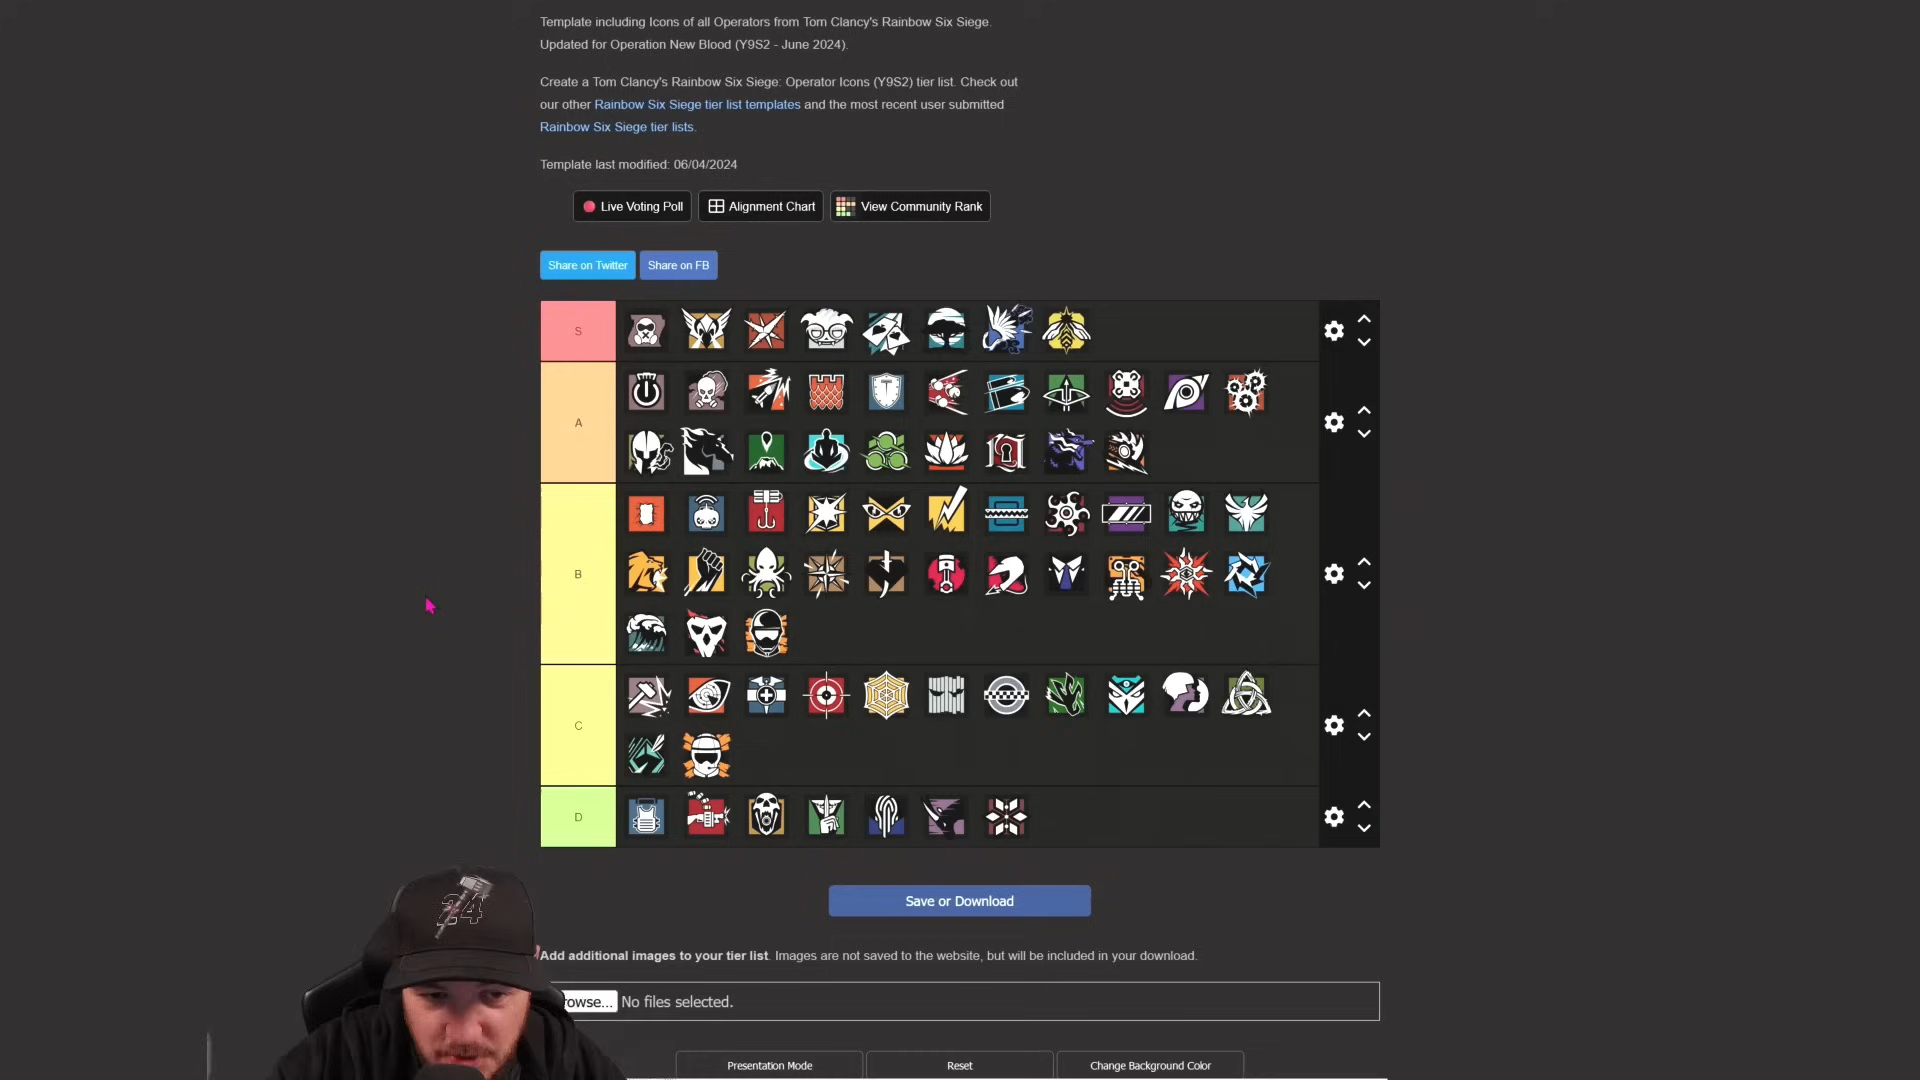 Template including Icons of all Operators from Tom Clancy's Rainbow Six Siege.
Updated for Operation New Blood (Y9S2 - June 2024).
Create a Tom Clancy's Rainbow Six Siege: Operator Icons (Y9S2) tier list. Check out
our other Rainbow Six Siege tier list templates and the most recent user submitted
Rainbow Six Siege tier lists.
Template last modified: 06/04/2024
Live Voting Poll
Alignment Chart
View Community Rank
Share on Twitter
Share on FB
S
A
B
C
D
Save or Download
24
Add additional images to your tier list. Images are not saved to the website, but will be included in your download.
rowse... No files selected.
Presentation Mode
Reset
Change Background Color